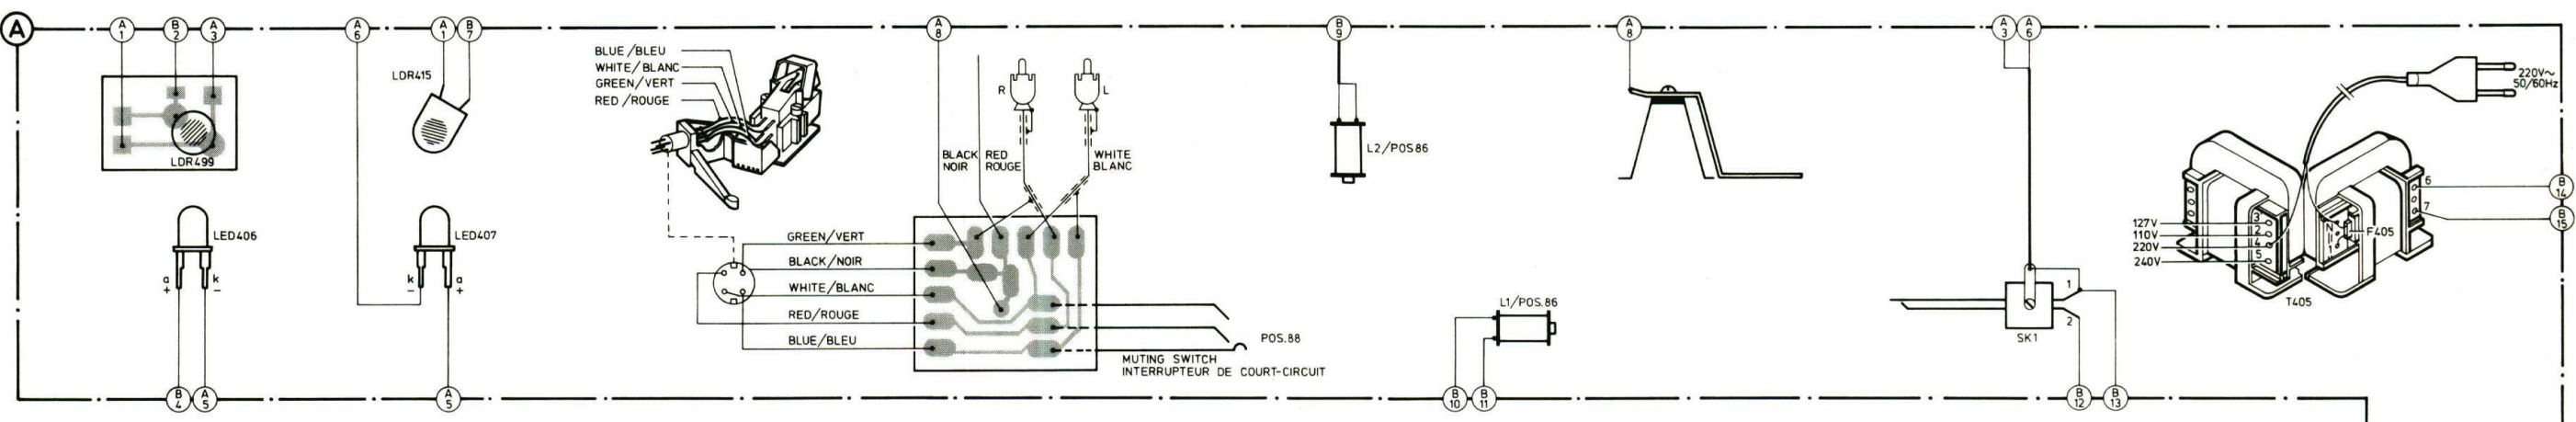 A
A 1
B 2
A 3
A 6
A 1
B 7
A 8
B 9
A 8
A 3
A 6
LDR499
LDR415
BLUE/BLEU
WHITE/BLANC
GREEN/VERT
RED/ROUGE
R
L
BLACK
NOIR
RED
ROUGE
WHITE
BLANC
L2/POS86
220V~
50/60Hz
LED406
a
+
k
-
LED407
k
-
a
+
GREEN/VERT
BLACK/NOIR
WHITE/BLANC
RED/ROUGE
BLUE/BLEU
POS.88
MUTING SWITCH
INTERRUPTEUR DE COURT-CIRCUIT
L1/POS.86
1
2
SK1
127V
110V
220V
240V
3
2
4
5
N
1
F405
6
7
T405
B 14
B 15
B 4
A 5
A 5
B 10
B 11
B 12
B 13